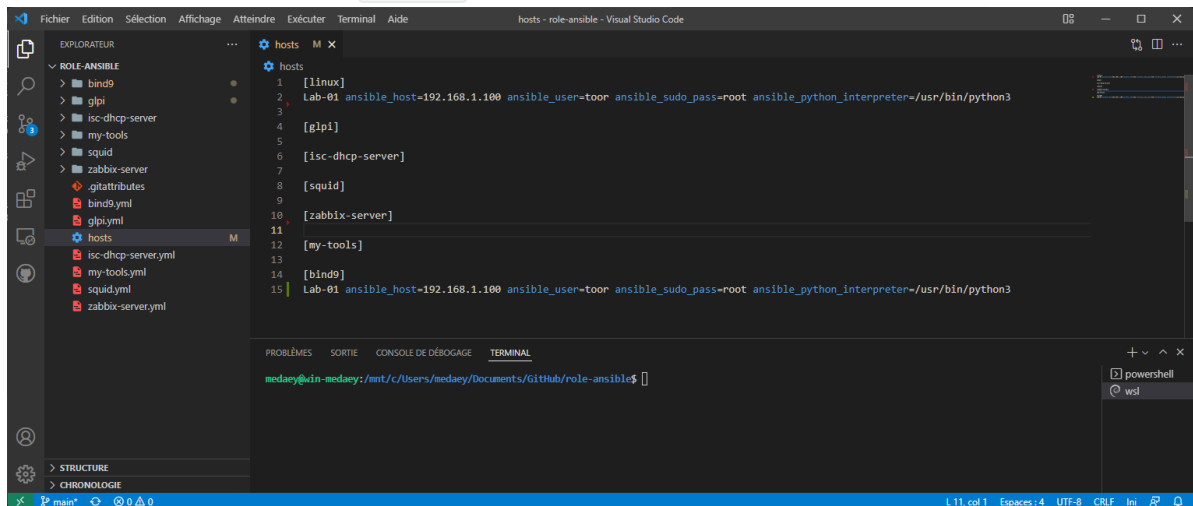 Fichier Edition Sélection Affichage Atteindre Exécuter Terminal Aide
hosts - role-ansible - Visual Studio Code
EXPLORATEUR
ROLE-ANSIBLE
bind9
glpi
isc-dhcp-server
my-tools
squid
zabbix-server
.gitattributes
bind9.yml
glpi.yml
hosts M
isc-dhcp-server.yml
my-tools.yml
squid.yml
zabbix-server.yml
STRUCTURE
CHRONOLOGIE
3
hosts M
hosts
1 [linux]
2 Lab-01 ansible_host=192.168.1.100 ansible_user=toor ansible_sudo_pass=root ansible_python_interpreter=/usr/bin/python3
3
4 [glpi]
5
6 [isc-dhcp-server]
7
8 [squid]
9
10 [zabbix-server]
11
12 [my-tools]
13
14 [bind9]
15 Lab-01 ansible_host=192.168.1.100 ansible_user=toor ansible_sudo_pass=root ansible_python_interpreter=/usr/bin/python3
PROBLÈMES SORTIE CONSOLE DE DÉBOGAGE TERMINAL
medaey@win-medaey:/mnt/c/Users/medaey/Documents/GitHub/role-ansible$
powershell
wsl
main* 0 0 L 11, col 1 Espaces : 4 UTF-8 CRLF Ini